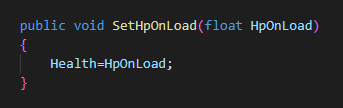 public void SetHpOnLoad(float HpOnLoad)
{
    Health=HpOnLoad;
}